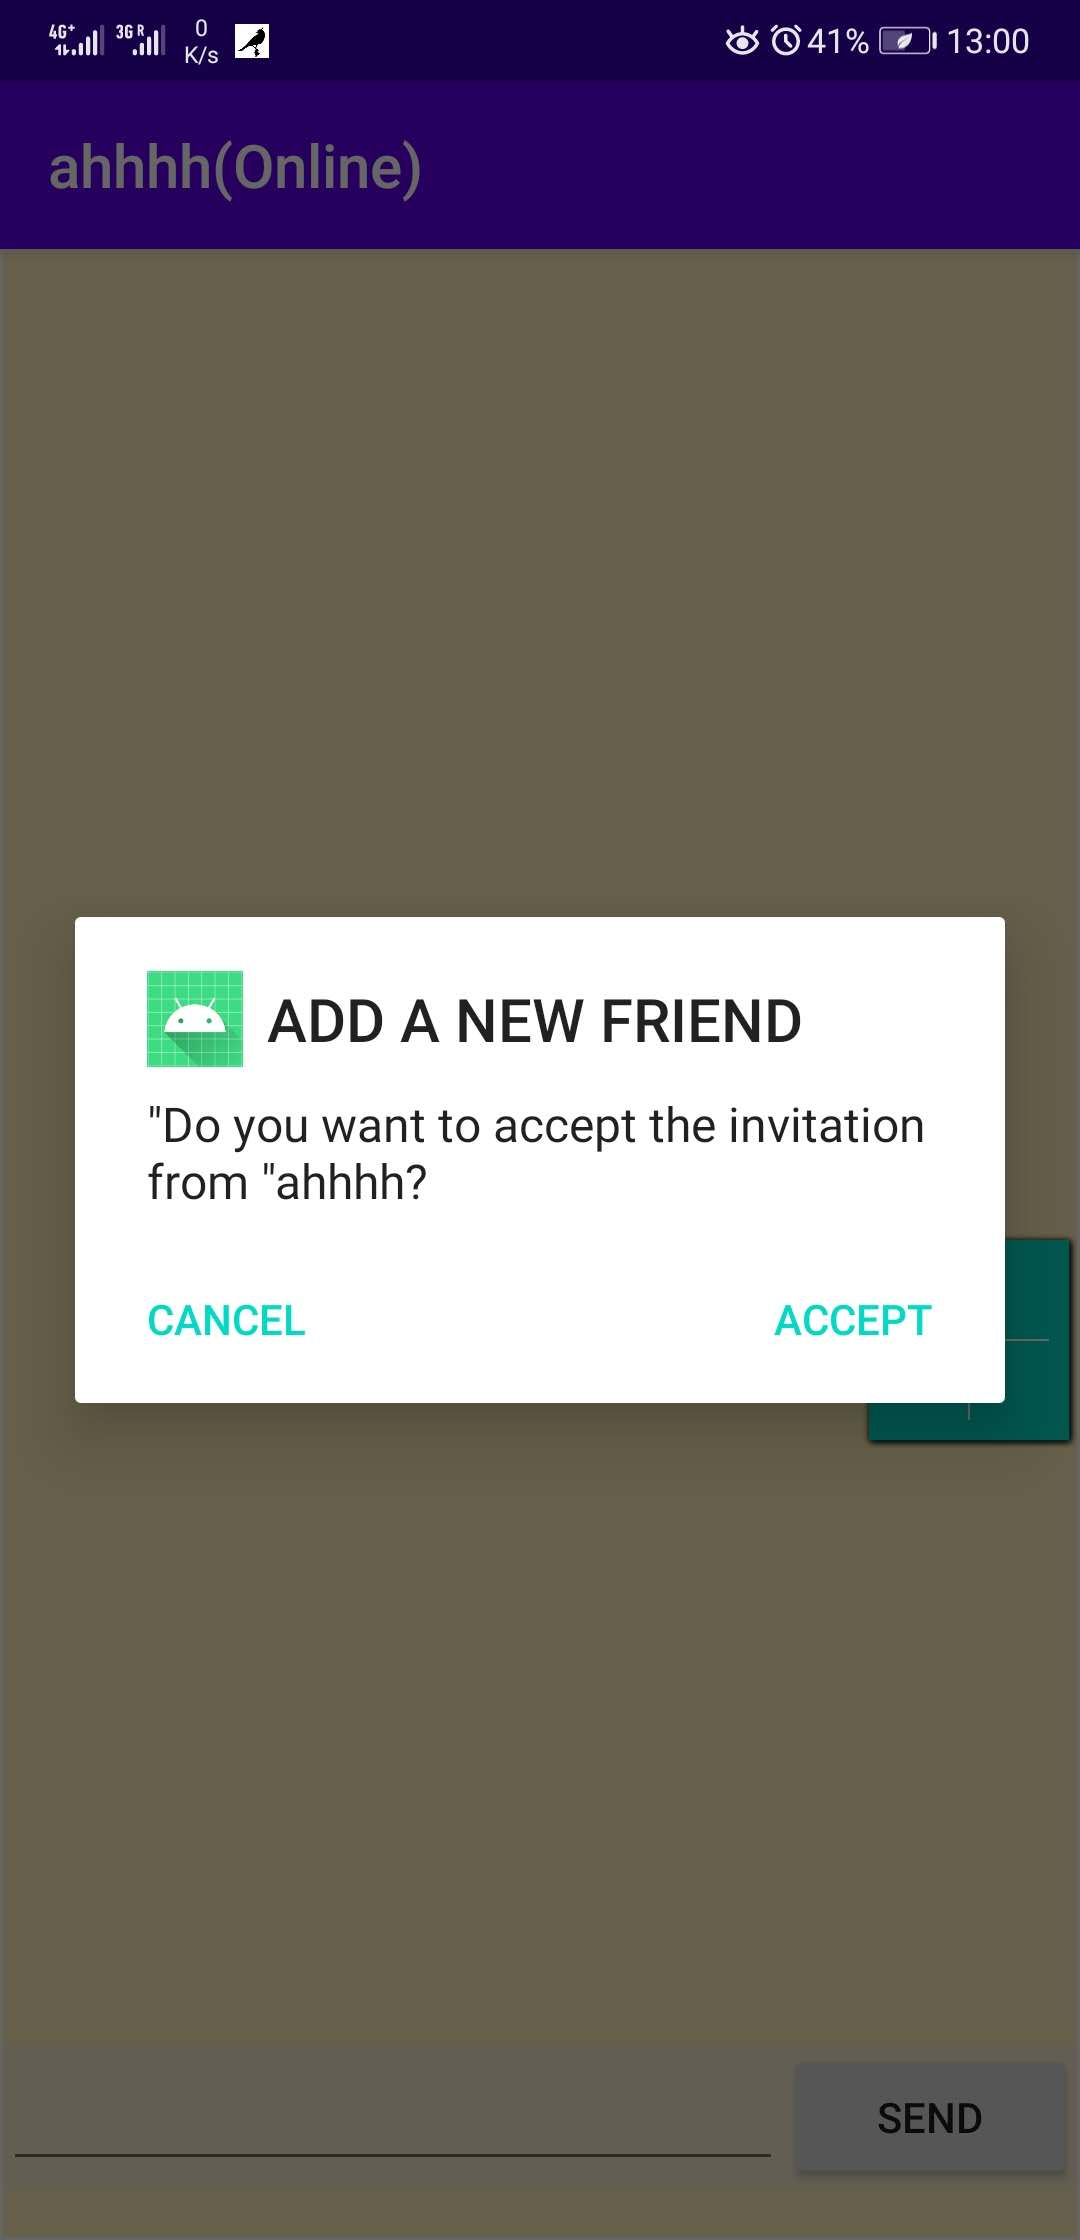 4G+ 3G R 0 K/s 41% 13:00
ahhhh(Online)
ADD A NEW FRIEND
"Do you want to accept the invitation
from "ahhhh?
CANCEL ACCEPT
SEND